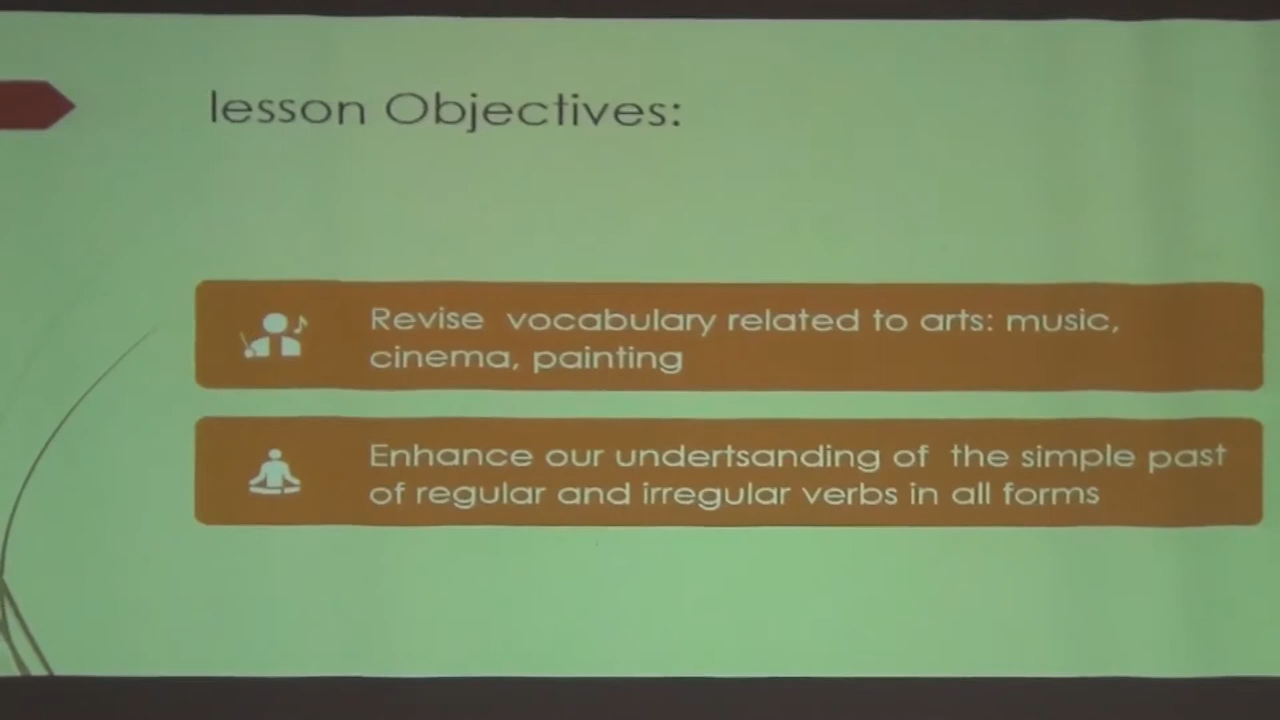 lesson Objectives:
Revise vocabulary related to arts: music,
cinema, painting
Enhance our undertsanding of the simple past
of regular and irregular verbs in all forms